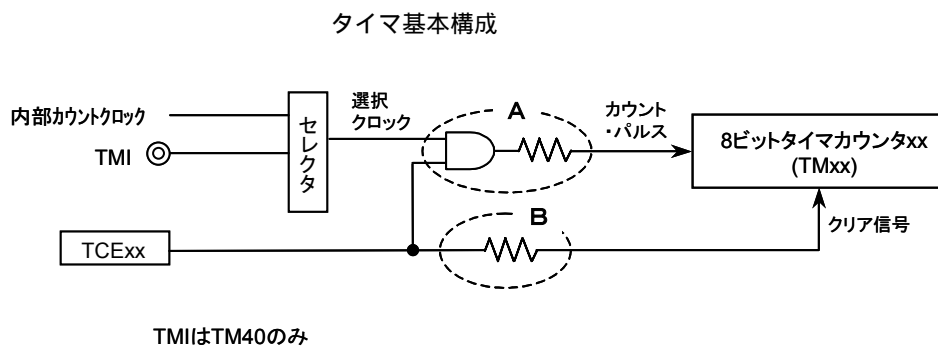 タイマ基本構成
内部カウントクロック
TMI
セレクタ
選択
クロック
A
カウント
・パルス
8ビットタイマカウンタxx
(TMxx)
B
クリア信号
TCExx
TMIはTM40のみ